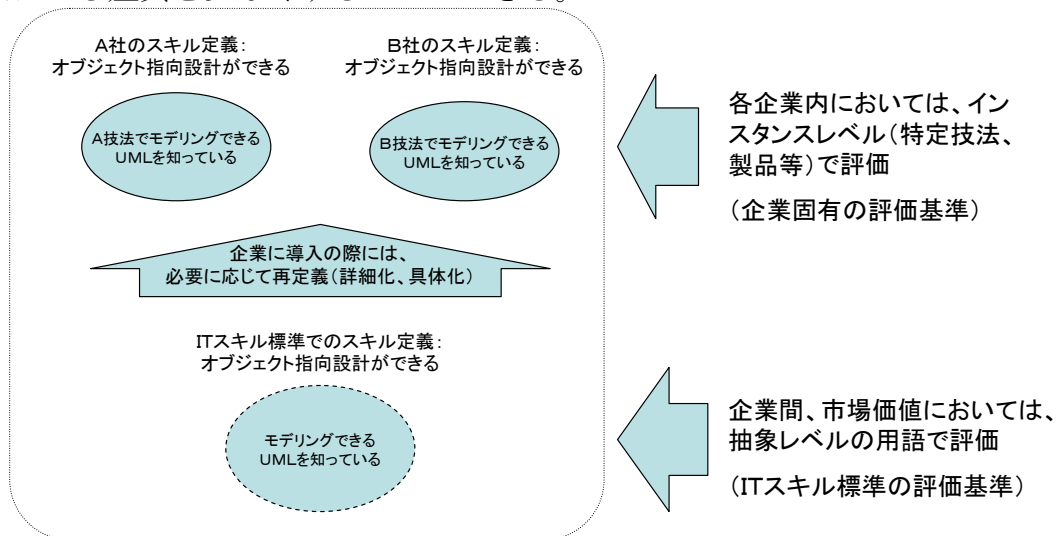 A社のスキル定義：
オブジェクト指向設計ができる
A技法でモデリングできる
UMLを知っている
B社のスキル定義：
オブジェクト指向設計ができる
B技法でモデリングできる
UMLを知っている
各企業内においては、イン
スタンスレベル（特定技法、
製品等）で評価
（企業固有の評価基準）
企業に導入の際には、
必要に応じて再定義（詳細化、具体化）
ITスキル標準でのスキル定義：
オブジェクト指向設計ができる
モデリングできる
UMLを知っている
企業間、市場価値においては、
抽象レベルの用語で評価
（ITスキル標準の評価基準）